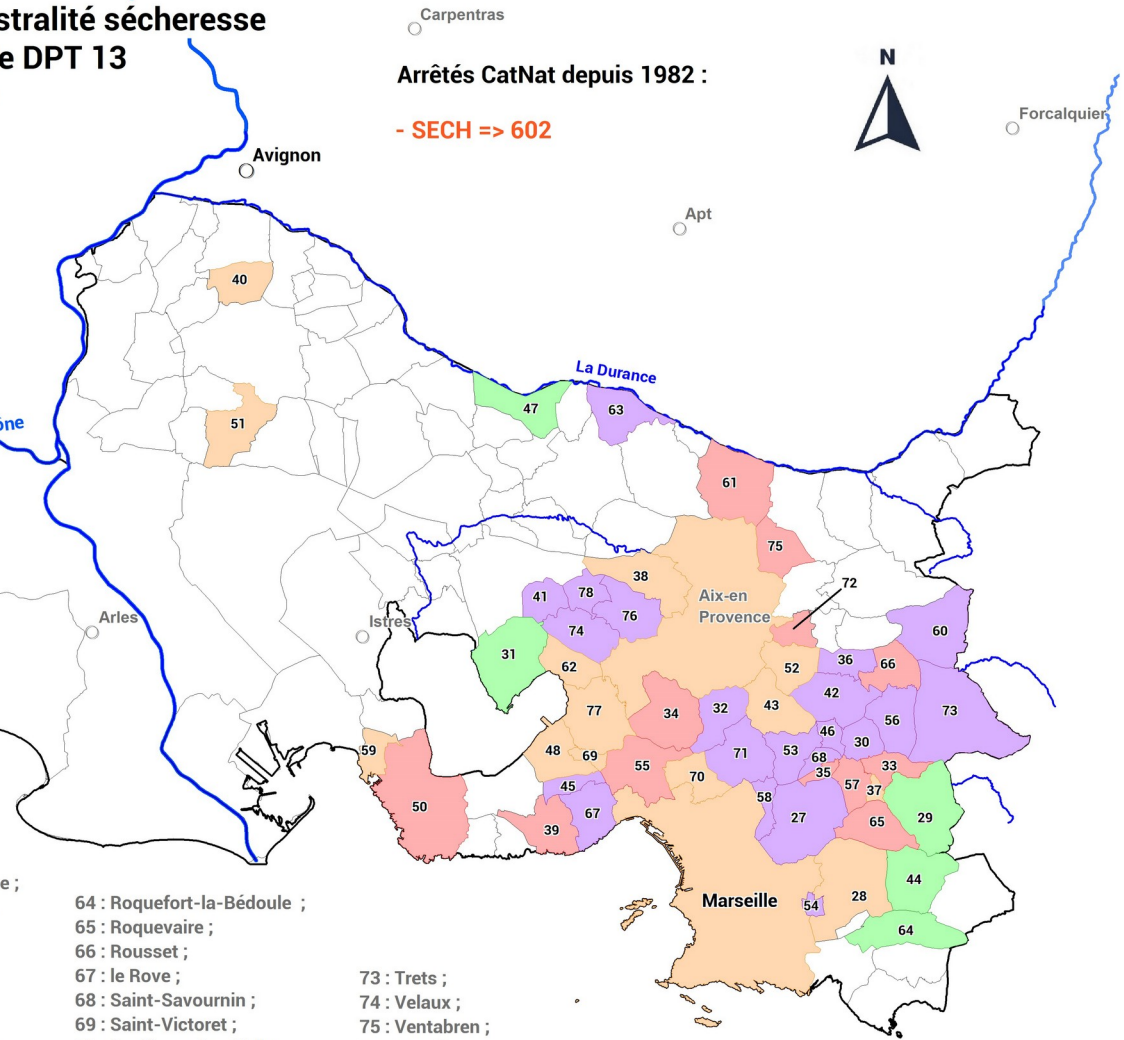 stralité sécheresse
e DPT 13
Carpentras
Arrêtés CatNat depuis 1982 :
- SECH => 602
N
Forcalquier
Avignon
Apt
40
La Durance
47
63
51
ône
61
75
38
72
41
78
76
Aix-en
Provence
Arles
Istres
74
60
31
62
52
36
66
42
77
34
32
43
56
73
46
30
48
69
71
53
68
59
55
70
35
33
57
37
45
58
50
67
27
29
39
65
44
Marseille
54
28
64
e ;
64 : Roquefort-la-Bédoule ;
65 : Roquevaire ;
66 : Rousset ;
67 : le Rove ;
68 : Saint-Savournin ;
69 : Saint-Victoret ;
73 : Trets ;
74 : Velaux ;
75 : Ventabren ;